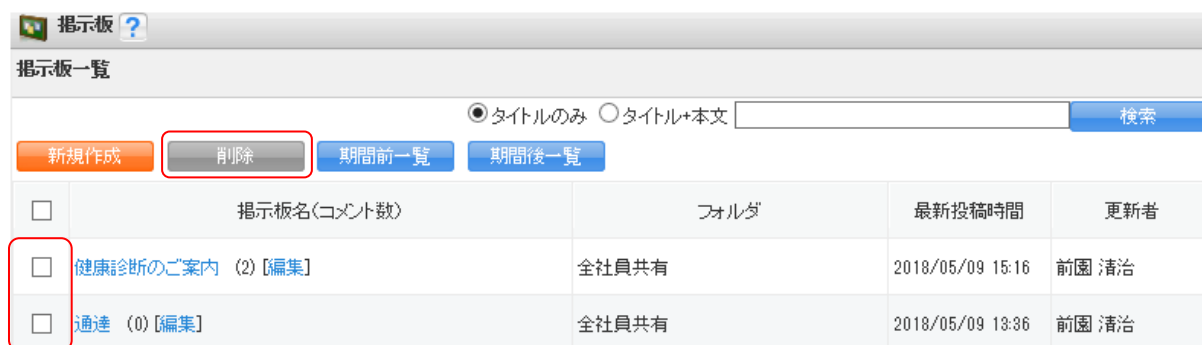 掲示板 ?
掲示板一覧
タイトルのみ タイトル+本文 検索
新規作成 削除 期間前一覧 期間後一覧
掲示板名(コメント数) フォルダ 最新投稿時間 更新者
健康診断のご案内 (2) [編集] 全社員共有 2018/05/09 15:16 前園 清治
通達 (0) [編集] 全社員共有 2018/05/09 13:36 前園 清治